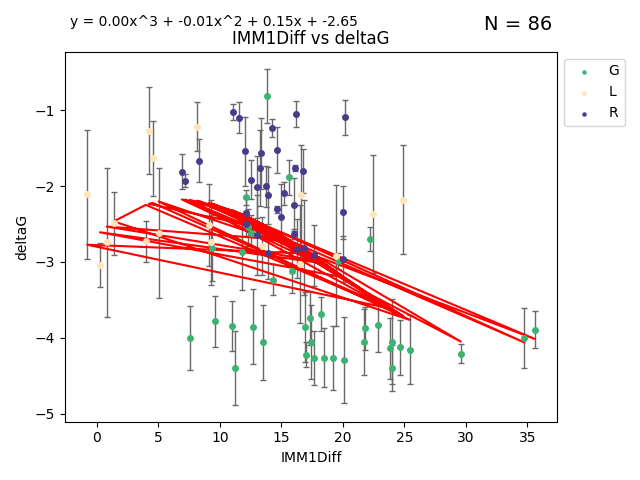 y = 0.00x^3 + -0.01x^2 + 0.15x + -2.65
N = 86
IMM1Diff vs deltaG
G
L
R
−1
−2
−3
−4
−5
deltaG
0 5 10 15 20 25 30 35
IMM1Diff